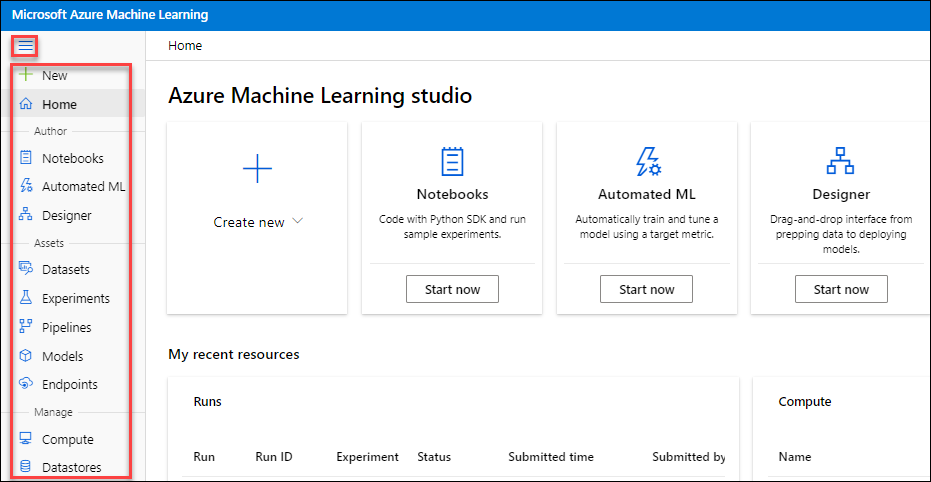 Microsoft Azure Machine Learning
New
Home
Author
Notebooks
Automated ML
Designer
Assets
Datasets
Experiments
Pipelines
Models
Endpoints
Manage
Compute
Datastores
Home
Azure Machine Learning studio
Create new
Notebooks
Code with Python SDK and run
sample experiments.
Start now
Automated ML
Automatically train and tune a
model using a target metric.
Start now
Designer
Drag-and-drop interface from
prepping data to deploying
models.
Start now
My recent resources
Runs
Run Run ID Experiment Status Submitted time Submitted by
Compute
Name